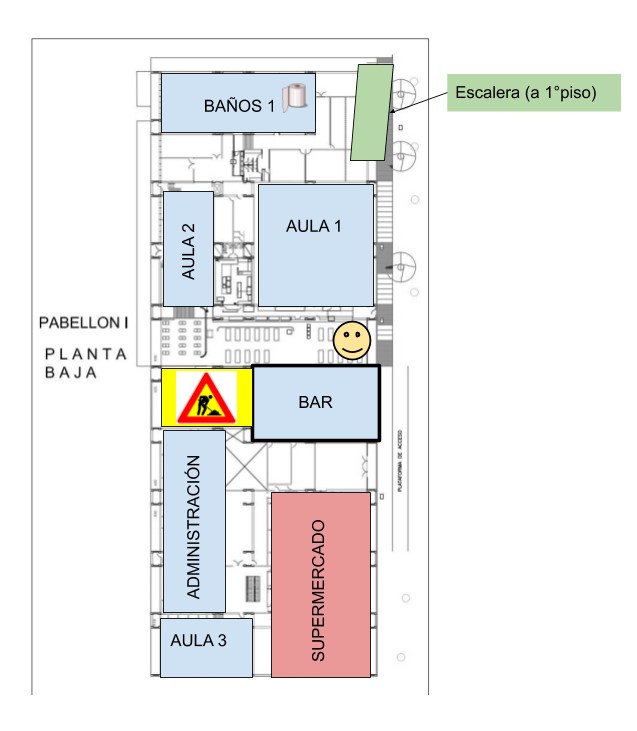 Escalera (a 1°piso)
BAÑOS 1
AULA 2
AULA 1
PABELLON I
PLANTA
BAJA
BAR
PLATAFORMA DE ACCESO
ADMINISTRACIÓN
SUPERMERCADO
AULA 3